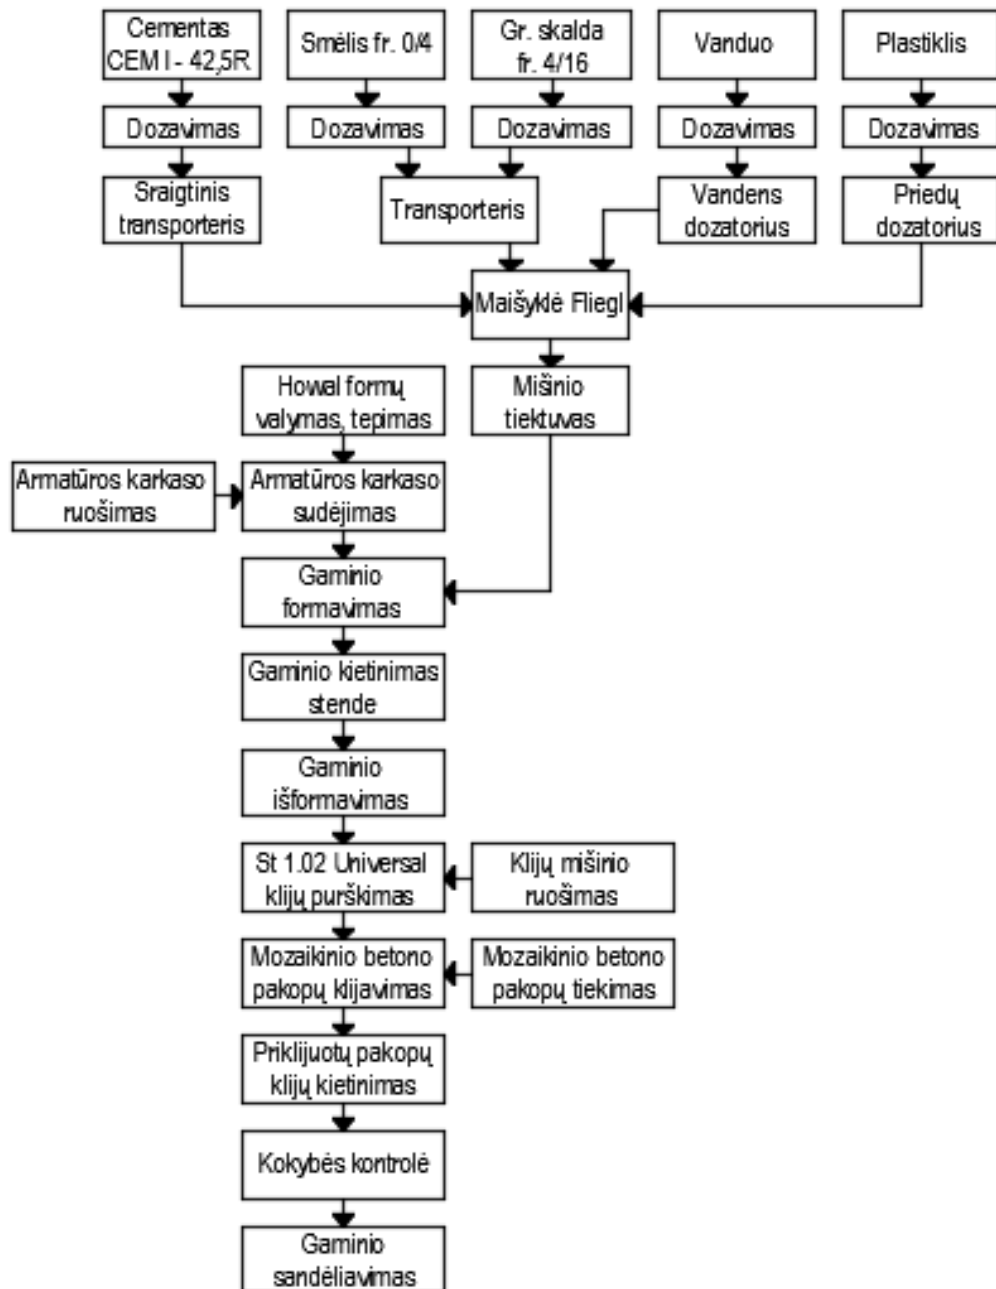 Cementas
CEM I - 42,5R
Smėlis fr. 0/4
Gr. skalda
fr. 4/16
Vanduo
Plastiklis
Dozavimas
Dozavimas
Dozavimas
Dozavimas
Dozavimas
Sraigtinis
transporteris
Transporteris
Vandens
dozatorius
Priedų
dozatorius
Maišyklė Fliegl
Howal formų
valymas, tepimas
Mišinio
tiektuvas
Armatūros karkaso
ruošimas
Armatūros karkaso
sudėjimas
Gaminio
formavimas
Gaminio kietinimas
stende
Gaminio
išformavimas
St 1.02 Universal
klijų purškimas
Klijų mišinio
ruošimas
Mozaikinio betono
pakopų klijavimas
Mozaikinio betono
pakopų tiekimas
Priklijuotų pakopų
klijų kietinimas
Kokybės kontrolė
Gaminio
sandėliavimas